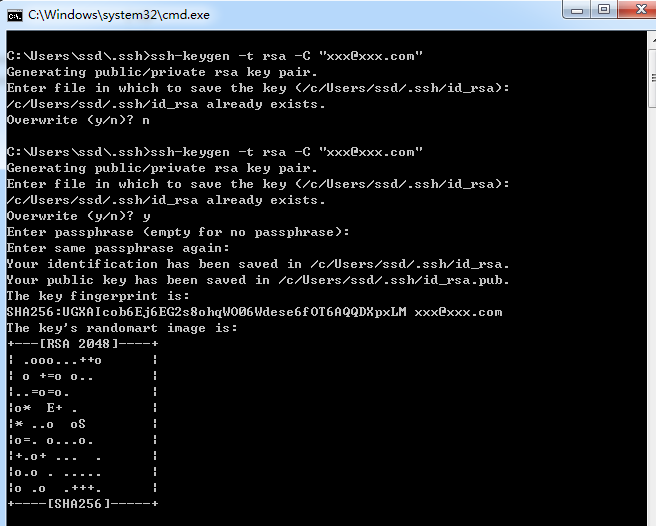 C:\Windows\system32\cmd.exe
C:\Users\ssd\.ssh>ssh-keygen -t rsa -C "xxx@xxx.com"
Generating public/private rsa key pair.
Enter file in which to save the key (/c/Users/ssd/.ssh/id_rsa):
/c/Users/ssd/.ssh/id_rsa already exists.
Overwrite (y/n)? n
C:\Users\ssd\.ssh>ssh-keygen -t rsa -C "xxx@xxx.com"
Generating public/private rsa key pair.
Enter file in which to save the key (/c/Users/ssd/.ssh/id_rsa):
/c/Users/ssd/.ssh/id_rsa already exists.
Overwrite (y/n)? y
Enter passphrase (empty for no passphrase):
Enter same passphrase again:
Your identification has been saved in /c/Users/ssd/.ssh/id_rsa.
Your public key has been saved in /c/Users/ssd/.ssh/id_rsa.pub.
The key fingerprint is:
SHA256:UGXAIcob6Ej6EG2s8ohqWO06Wdese6fOT6AQQDXpxLM xxx@xxx.com
The key's randomart image is:
+---[RSA 2048]----+
| .ooo...++o      |
| o +=o o..       |
|..=o=o.          |
|o*  E+ .         |
|* ..o  oS        |
|o=. o...o.       |
|+.o+ ...  .      |
|o.o . .....      |
|o .o  .+++.      |
+----[SHA256]-----+